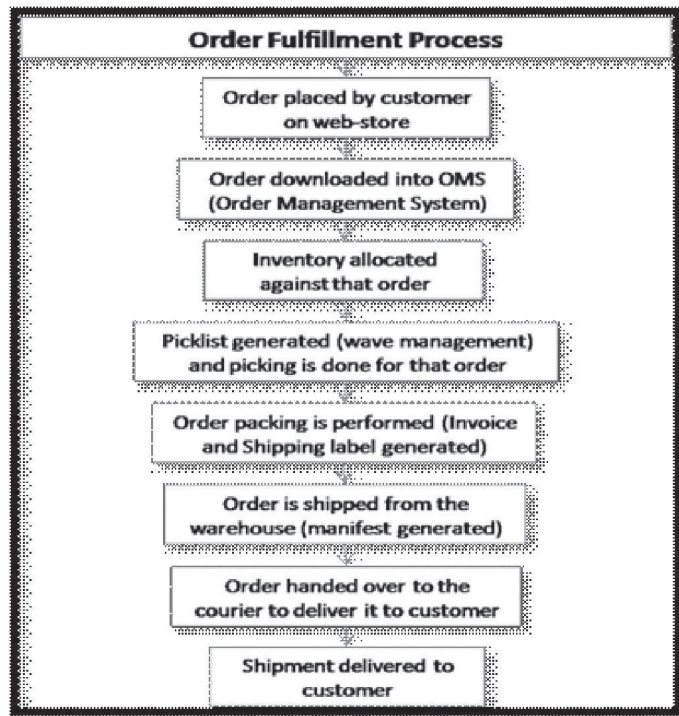 Order Fulfillment Process
Order placed by customer
on web-store
Order downloaded into OMS
(Order Management System)
Inventory allocated
against that order
Picklist generated (wave management)
and picking is done for that order
Order packing is performed (Invoice
and Shipping label generated)
Order is shipped from the
warehouse (manifest generated)
Order handed over to the
courier to deliver it to customer
Shipment delivered to
customer